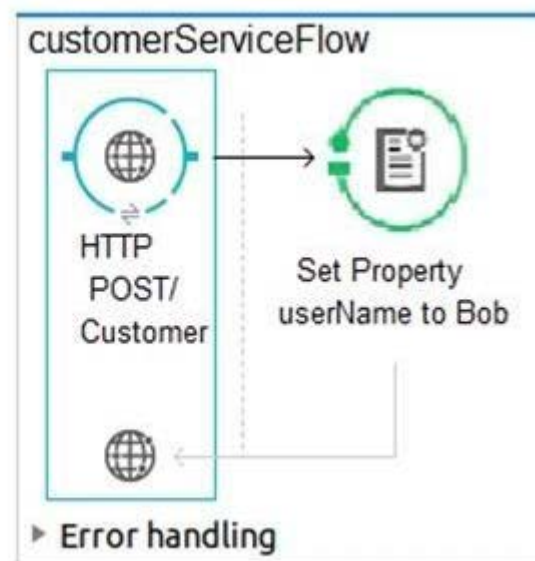 customerServiceFlow
HTTP
POST/
Customer
Set Property
userName to Bob
Error handling